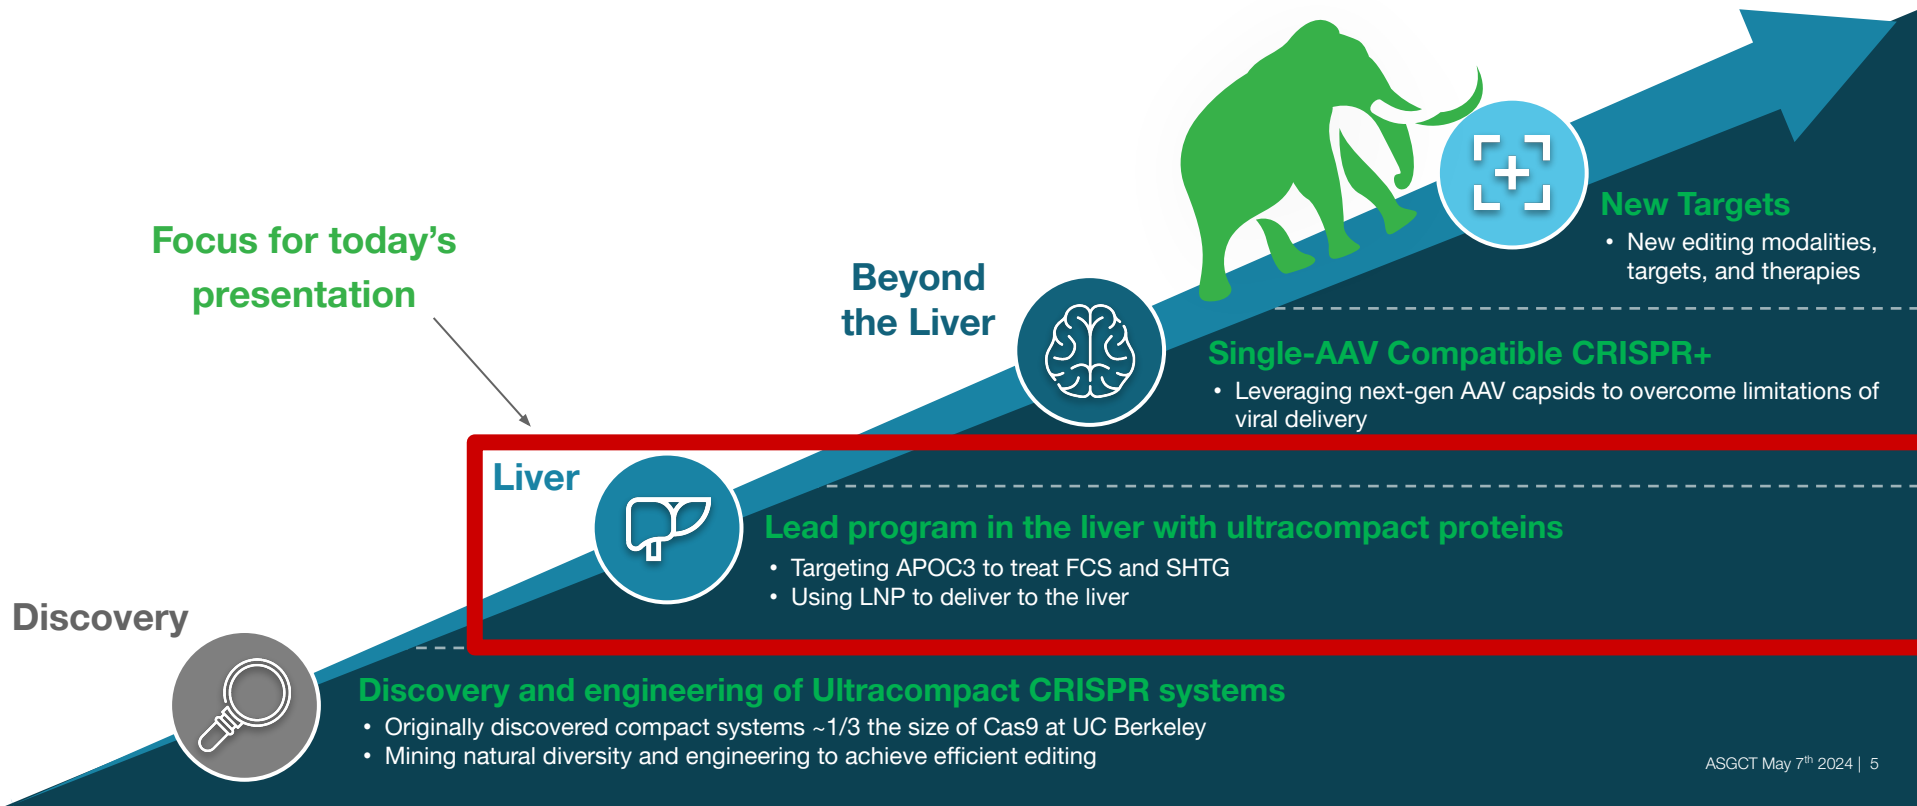 Focus for today’s
presentation
Beyond
the Liver
New Targets
• New editing modalities,
targets, and therapies
Single-AAV Compatible CRISPR+
• Leveraging next-gen AAV capsids to overcome limitations of
viral delivery
Liver
Lead program in the liver with ultracompact proteins
• Targeting APOC3 to treat FCS and SHTG
• Using LNP to deliver to the liver
Discovery
Discovery and engineering of Ultracompact CRISPR systems
• Originally discovered compact systems ~1/3 the size of Cas9 at UC Berkeley
• Mining natural diversity and engineering to achieve efficient editing
ASGCT May 7th 2024 | 5